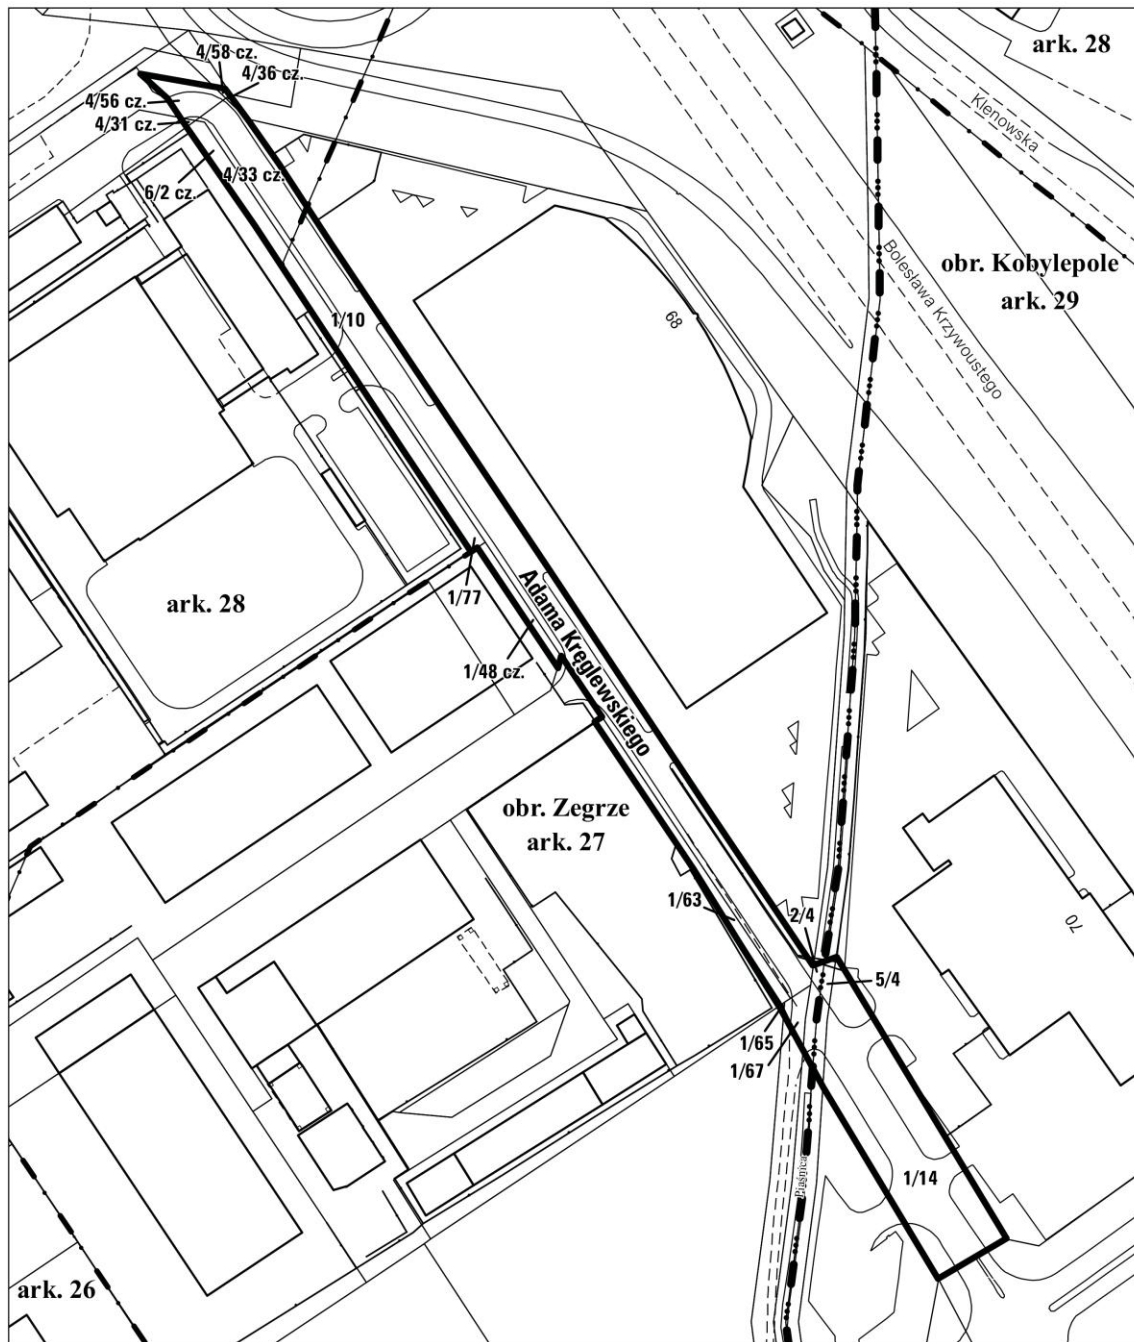 ark. 28
4/58 cz.
4/36 cz.
4/56 cz.
4/31 cz.
Klenowska
4/33 cz.
6/2 cz.
obr. Kobylepole
ark. 29
Bolesława Krzywoustego
68
1/10
ark. 28
1/77
Adama Kręglewskiego
1/48 cz.
obr. Zegrze
ark. 27
1/63
2/4
70
5/4
1/65
1/67
1/14
Piaśnica
ark. 26